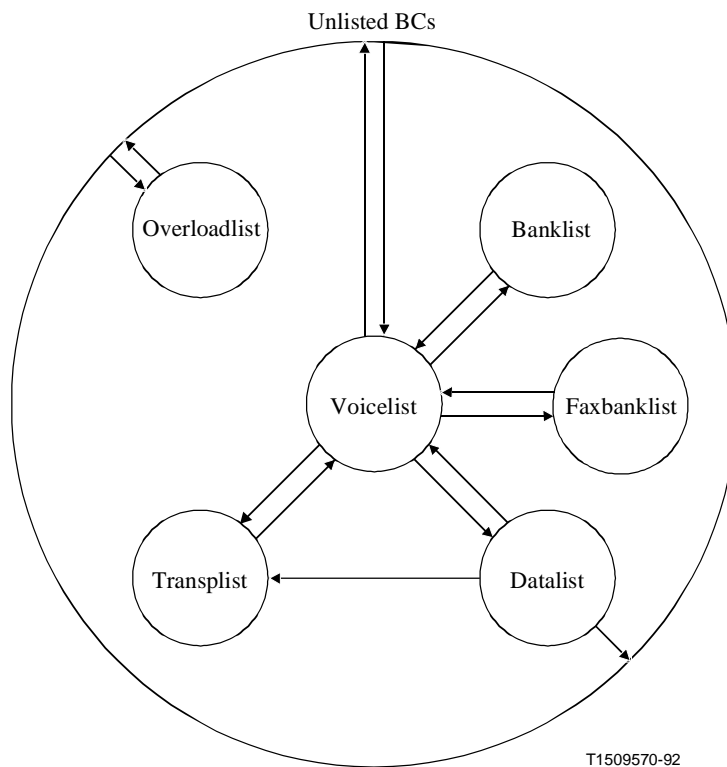 Unlisted BCs
Overloadlist
Banklist
Voicelist
Faxbanklist
Transplist
Datalist
T1509570-92